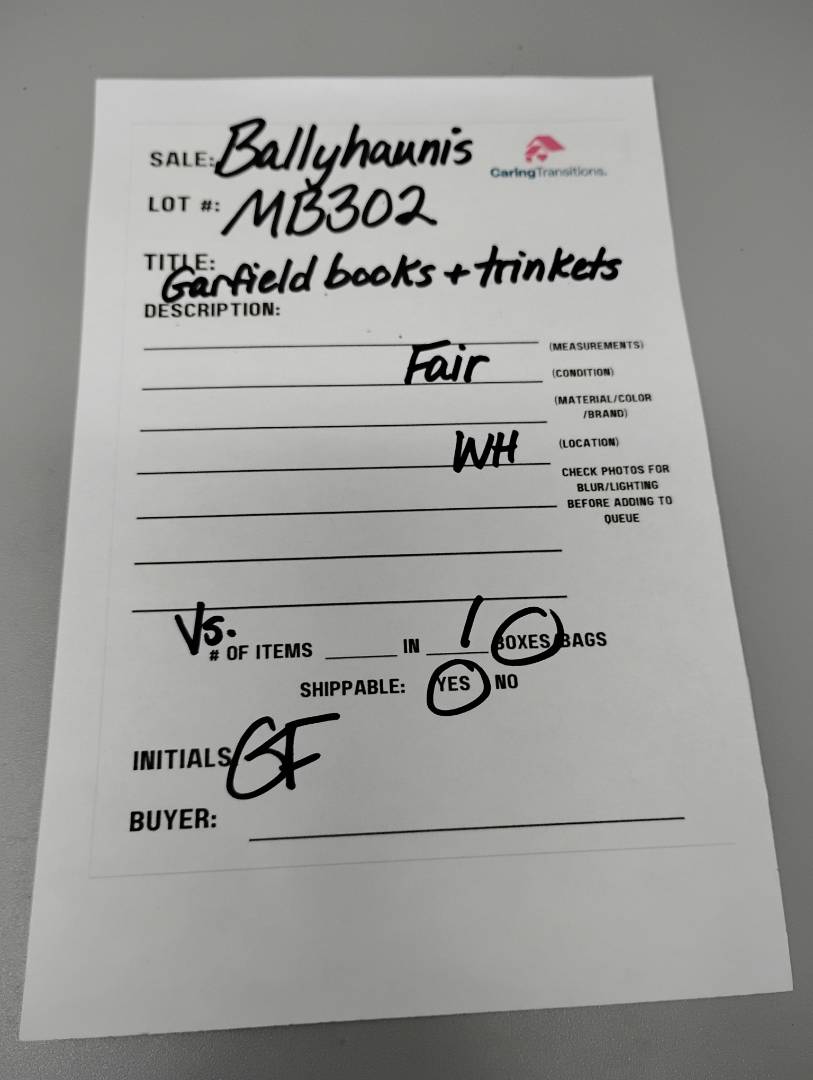 SALE: Ballyhaunis
CaringTransitions.
LOT #: MB302
TITLE: Garfield books + trinkets
DESCRIPTION:
(MEASUREMENTS)
Fair (CONDITION)
(MATERIAL/COLOR
/BRAND)
WH (LOCATION)
CHECK PHOTOS FOR
BLUR/LIGHTING
BEFORE ADDING TO
QUEUE
Vs.
# OF ITEMS ______ IN 1 BOXES/BAGS
SHIPPABLE: YES NO
INITIALS GF
BUYER: